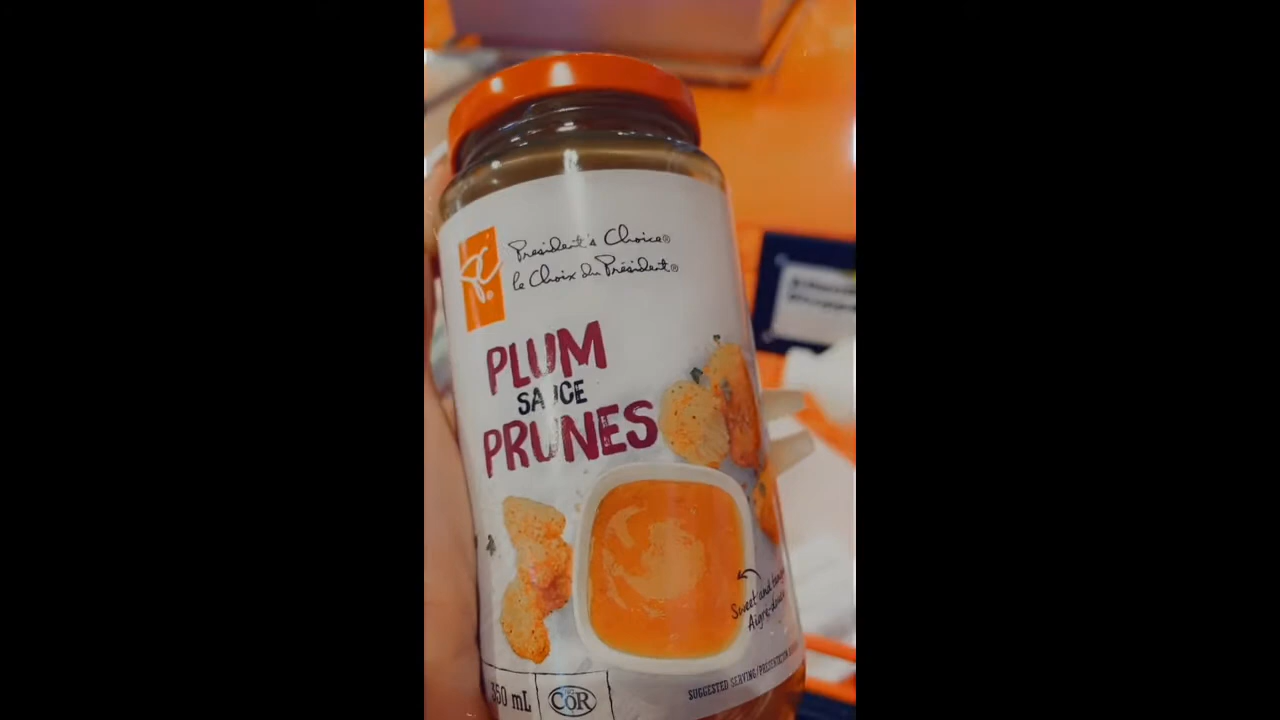 President's Choice®
le Choix du Président®
PLUM
SAUCE
PRUNES
Sweet and tangy
Aigre-douce
SUGGESTED SERVING/PRÉSENTATION
350 mL
COR